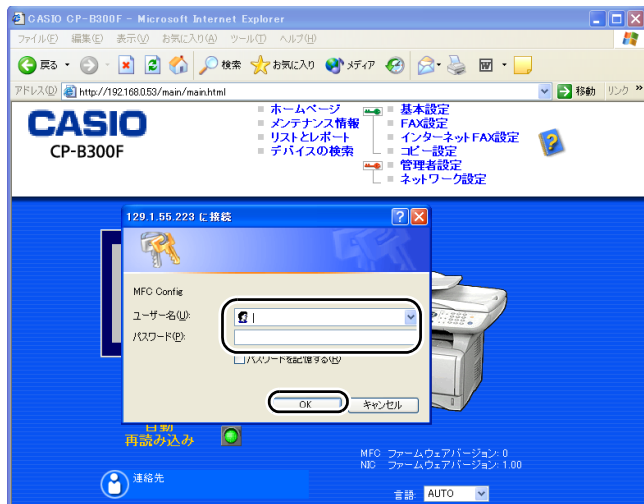 CASIO CP-B300F - Microsoft Internet Explorer
ファイル(F) 編集(E) 表示(V) お気に入り(A) ツール(T) ヘルプ(H)
戻る 検索 お気に入り メディア
アドレス(D) http://192.168.0.53/main/main.html 移動 リンク »
CASIO
CP-B300F
ホームページ
メンテナンス情報
リストとレポート
デバイスの検索
基本設定
FAX設定
インターネットFAX設定
コピー設定
管理者設定
ネットワーク設定
129.1.55.223 に接続
MFC Config
ユーザー名(U):
パスワード(P):
パスワードを記憶する(R)
OK キャンセル
自動
再読み込み
MFC ファームウェアバージョン: 0
NIC ファームウェアバージョン: 1.00
連絡先
言語: AUTO